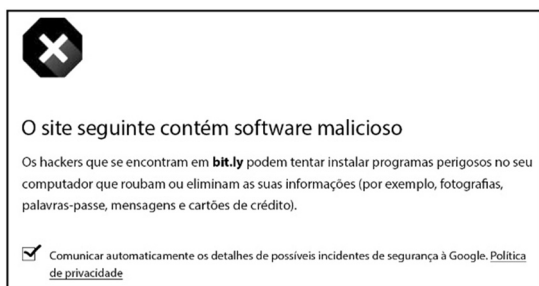 O site seguinte contém software malicioso
Os hackers que se encontram em bit.ly podem tentar instalar programas perigosos no seu
computador que roubam ou eliminam as suas informações (por exemplo, fotografias,
palavras-passe, mensagens e cartões de crédito).
Comunicar automaticamente os detalhes de possíveis incidentes de segurança à Google. Política
de privacidade